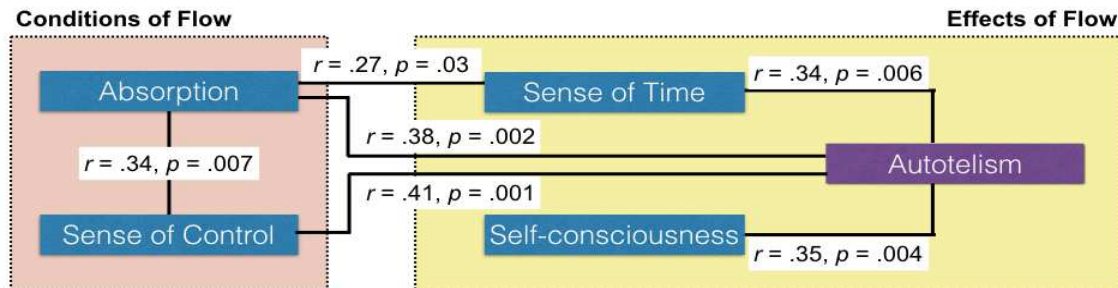 Conditions of Flow
Effects of Flow
r = .27, p = .03
r = .34, p = .006
Absorption
Sense of Time
r = .38, p = .002
r = .34, p = .007
Autotelism
r = .41, p = .001
Sense of Control
Self-consciousness
r = .35, p = .004